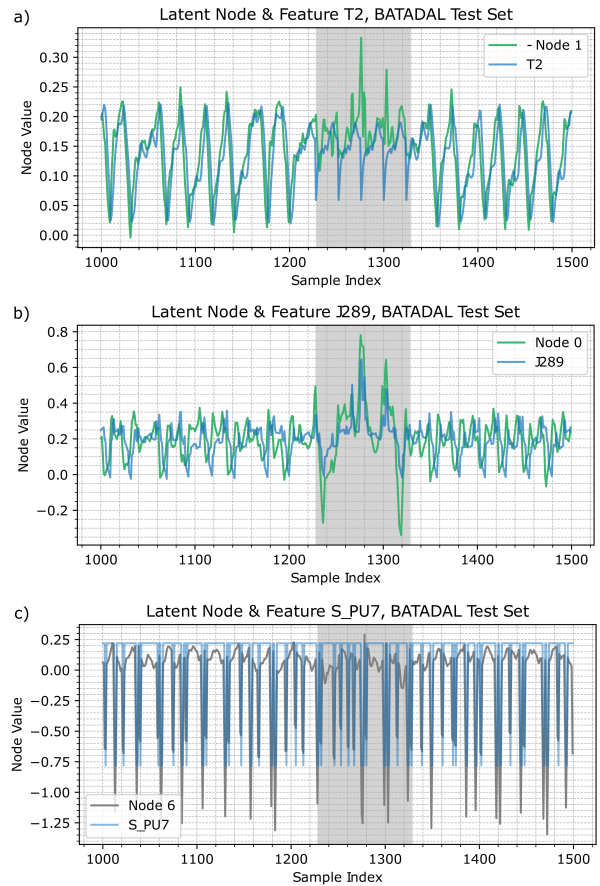 a)
Latent Node & Feature T2, BATADAL Test Set
Node Value
0.30
0.25
0.20
0.15
0.10
0.05
0.00
- Node 1
T2
1000 1100 1200 1300 1400 1500
Sample Index
b)
Latent Node & Feature J289, BATADAL Test Set
Node Value
0.8
0.6
0.4
0.2
0.0
−0.2
Node 0
J289
1000 1100 1200 1300 1400 1500
Sample Index
c)
Latent Node & Feature S_PU7, BATADAL Test Set
Node Value
0.25
0.00
−0.25
−0.50
−0.75
−1.00
−1.25
Node 6
S_PU7
1000 1100 1200 1300 1400 1500
Sample Index